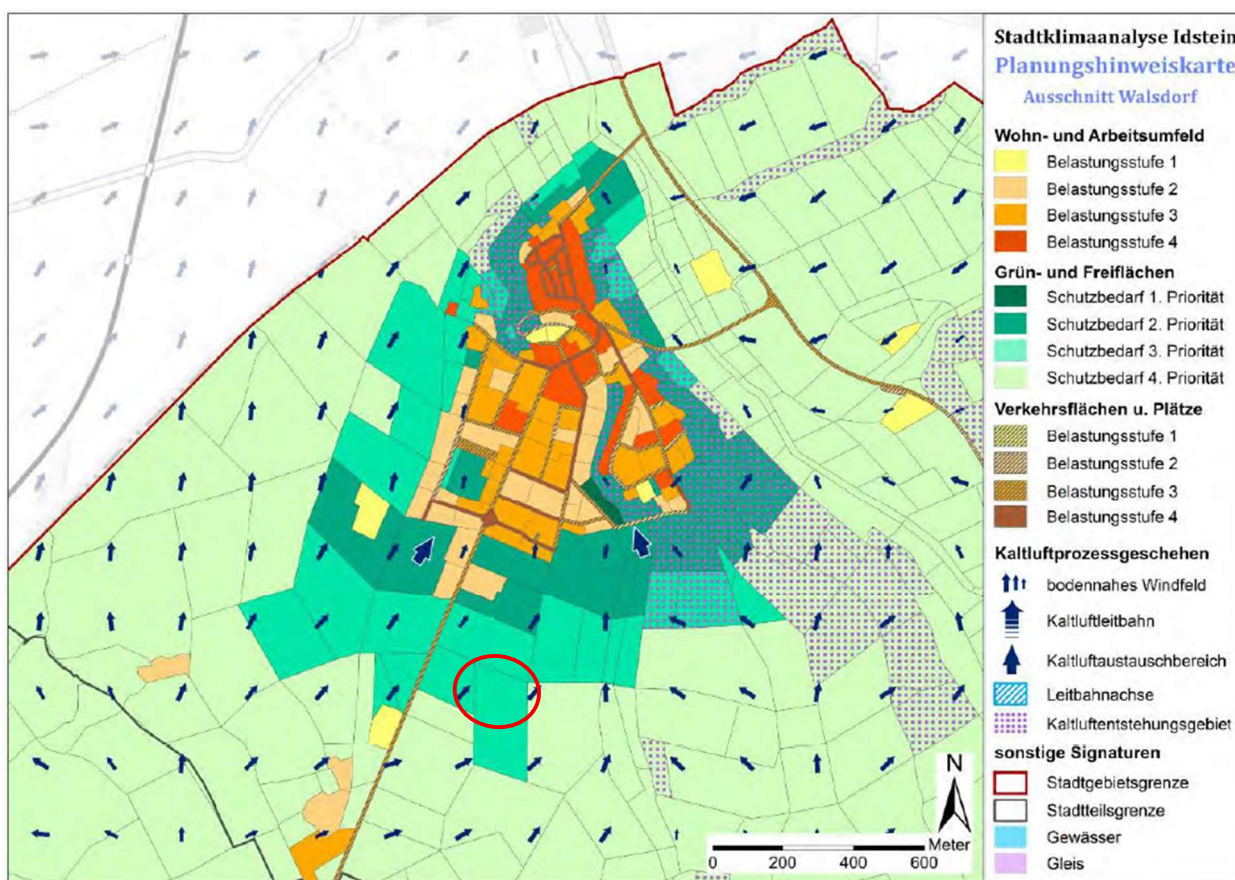 Stadtklimaanalyse Idstein
Planungshinweiskarte
Ausschnitt Walsdorf
Wohn- und Arbeitsumfeld
Belastungsstufe 1
Belastungsstufe 2
Belastungsstufe 3
Belastungsstufe 4
Grün- und Freiflächen
Schutzbedarf 1. Priorität
Schutzbedarf 2. Priorität
Schutzbedarf 3. Priorität
Schutzbedarf 4. Priorität
Verkehrsflächen u. Plätze
Belastungsstufe 1
Belastungsstufe 2
Belastungsstufe 3
Belastungsstufe 4
Kaltluftprozessgeschehen
bodennahes Windfeld
Kaltluftleitbahn
Kaltluftaustauschbereich
Leitbahnachse
Kaltluftentstehungsgebiet
sonstige Signaturen
Stadtgebietsgrenze
Stadtteilsgrenze
Gewässer
Gleis
N
Meter
0 200 400 600